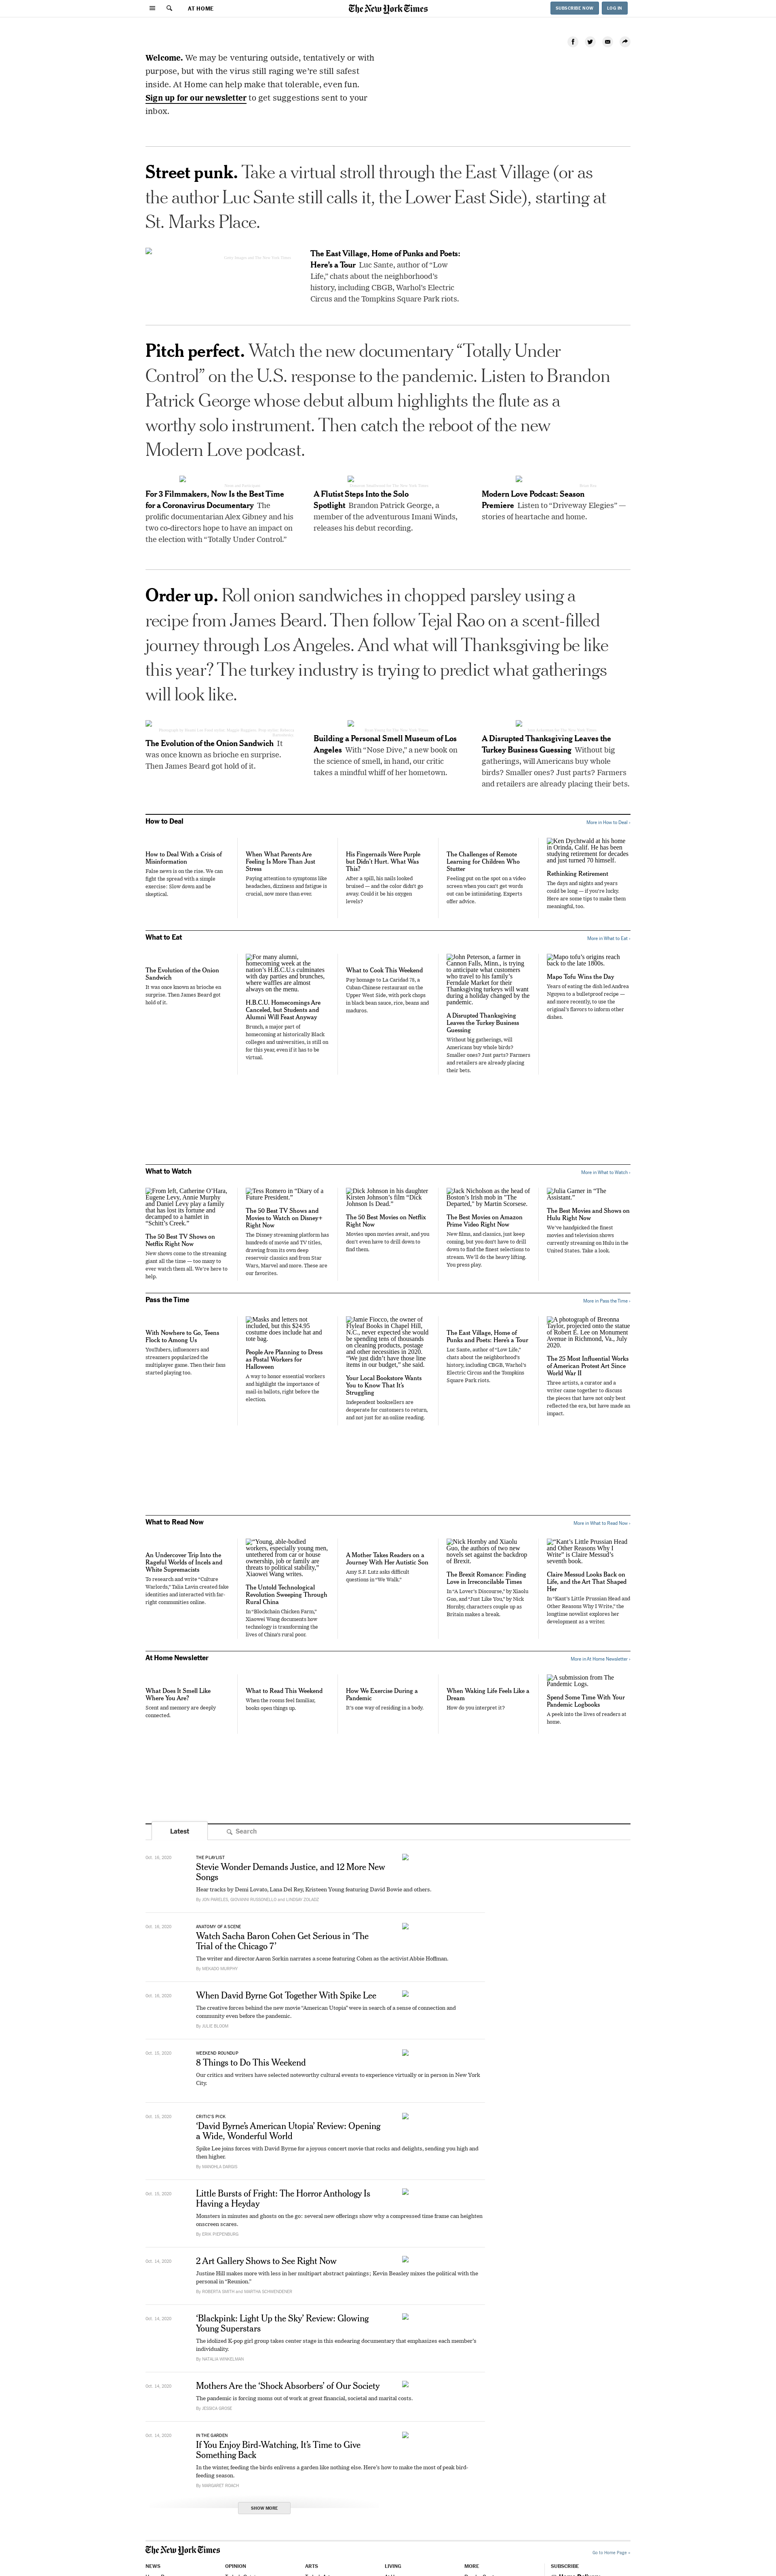 AT HOME
The New York Times
SUBSCRIBE NOW
LOG IN
Welcome. We may be venturing outside, tentatively or with
purpose, but with the virus still raging we're still safest
inside. At Home can help make that tolerable, even fun.
Sign up for our newsletter to get suggestions sent to your
inbox.
Street punk. Take a virtual stroll through the East Village (or as
the author Luc Sante still calls it, the Lower East Side), starting at
St. Marks Place.
The East Village, Home of Punks and Poets:
Here's a Tour Luc Sante, author of "Low
Life," chats about the neighborhood's
history, including CBGB, Warhol's Electric
Circus and the Tompkins Square Park riots.
Pitch perfect. Watch the new documentary "Totally Under
Control" on the U.S. response to the pandemic. Listen to Brandon
Patrick George whose debut album highlights the flute as a
worthy solo instrument. Then catch the reboot of the new
Modern Love podcast.
For 3 Filmmakers, Now Is the Best Time
for a Coronavirus Documentary The
prolific documentarian Alex Gibney and his
two co-directors hope to have an impact on
the election with "Totally Under Control."
A Flutist Steps Into the Solo
Spotlight Brandon Patrick George, a
member of the adventurous Imani Winds,
releases his debut recording.
Modern Love Podcast: Season
Premiere Listen to "Driveway Elegies" —
stories of heartache and home.
Order up. Roll onion sandwiches in chopped parsley using a
recipe from James Beard. Then follow Tejal Rao on a scent-filled
journey through Los Angeles. And what will Thanksgiving be like
this year? The turkey industry is trying to predict what gatherings
will look like.
The Evolution of the Onion Sandwich It
was once known as brioche en surprise.
Then James Beard got hold of it.
Building a Personal Smell Museum of Los
Angeles With "Nose Dive," a new book on
the science of smell, in hand, our critic
takes a mindful whiff of her hometown.
A Disrupted Thanksgiving Leaves the
Turkey Business Guessing Without big
gatherings, will Americans buy whole
birds? Smaller ones? Just parts? Farmers
and retailers are already placing their bets.
How to Deal
More in How to Deal ›
How to Deal With a Crisis of
Misinformation
False news is on the rise. We can
fight the spread with a simple
exercise: Slow down and be
skeptical.
When What Parents Are
Feeling Is More Than Just
Stress
Paying attention to symptoms like
headaches, dizziness and fatigue is
crucial, now more than ever.
His Fingernails Were Purple
but Didn't Hurt. What Was
This?
After a spill, his nails looked
bruised — and the color didn't go
away. Could it be his oxygen
levels?
The Challenges of Remote
Learning for Children Who
Stutter
Feeling put on the spot on a video
screen when you can't get words
out can be intimidating. Experts
offer advice.
Ken Dychtwald at his home
in Orinda, Calif. He has been
studying retirement for decades
and just turned 70 himself.
Rethinking Retirement
The days and nights and years
could be long — if you're lucky.
Here are some tips to make them
meaningful, too.
What to Eat
More in What to Eat ›
The Evolution of the Onion
Sandwich
It was once known as brioche en
surprise. Then James Beard got
hold of it.
For many alumni,
homecoming week at the
nation's H.B.C.U.s culminates
with day parties and brunches,
where waffles are almost
always on the menu.
H.B.C.U. Homecomings Are
Canceled, but Students and
Alumni Will Feast Anyway
Brunch, a major part of
homecoming at historically Black
colleges and universities, is still on
for this year, even if it has to be
virtual.
What to Cook This Weekend
Pay homage to La Caridad 78, a
Cuban Chinese restaurant on the
Upper West Side, with pork chops
in black bean sauce, rice, beans and
maduros.
John Peterson, a farmer in
Cannon Falls, Minn., is trying
to anticipate what customers
who travel to his family's
Ferndale Market for their
Thanksgiving turkeys will want
during a holiday changed by the
pandemic.
A Disrupted Thanksgiving
Leaves the Turkey Business
Guessing
Without big gatherings, will
Americans buy whole birds?
Smaller ones? Just parts? Farmers
and retailers are already placing
their bets.
Mapo tofu's origins reach
back to the late 1800s.
Mapo Tofu Wins the Day
Years of eating the dish led Andrea
Nguyen to a bulletproof recipe —
and more recently, to use the
original's flavors to inform other
dishes.
What to Watch
More in What to Watch ›
From left, Catherine O'Hara,
Eugene Levy, Annie Murphy
and Daniel Levy play a family
that has lost its fortune and
decamped to a hamlet in
"Schitt's Creek."
The 50 Best TV Shows on
Netflix Right Now
New shows come to the streaming
giant all the time — too many to
ever watch them all. We're here to
help.
Tess Romero in "Diary of a
Future President."
The 50 Best TV Shows and
Movies to Watch on Disney+
Right Now
The Disney streaming platform has
hundreds of movie and TV titles,
drawing from its own deep
reservoir classics and from Star
Wars, Marvel and more. These are
our favorites.
Dick Johnson in his daughter
Kirsten Johnson's film "Dick
Johnson Is Dead."
The 50 Best Movies on Netflix
Right Now
Movies upon movies await, and you
don't even have to drill down to
find them.
Jack Nicholson as the head of
Boston's Irish mob in "The
Departed," by Martin Scorsese.
The Best Movies on Amazon
Prime Video Right Now
New films, and classics, just keep
coming, but you don't have to drill
down to find the finest selections to
stream. We'll do the heavy lifting.
You press play.
Julia Garner in "The
Assistant."
The Best Movies and Shows on
Hulu Right Now
We've handpicked the finest
movies and television shows
currently streaming on Hulu in the
United States. Take a look.
Pass the Time
More in Pass the Time ›
With Nowhere to Go, Teens
Flock to Among Us
YouTubers, influencers and
streamers popularized the
multiplayer game. Then their fans
started playing too.
Masks and letters not
included, but this $24.95
costume does include hat and
tote bag.
People Are Planning to Dress
as Postal Workers for
Halloween
A way to honor essential workers
and highlight the importance of
mail-in ballots, right before the
election.
Jamie Fiocco, the owner of
Flyleaf Books in Chapel Hill,
N.C., never expected she would
be spending tens of thousands
on cleaning products, postage
and other necessities in 2020.
"We just didn't have those line
items in our budget," she said.
Your Local Bookstore Wants
You to Know That It's
Struggling
Independent booksellers are
desperate for customers to return,
and not just for an online reading.
The East Village, Home of
Punks and Poets: Here's a Tour
Luc Sante, author of "Low Life,"
chats about the neighborhood's
history, including CBGB, Warhol's
Electric Circus and the Tompkins
Square Park riots.
A photograph of Breonna
Taylor, projected onto the statue
of Robert E. Lee on Monument
Avenue in Richmond, Va., July
2020.
The 25 Most Influential Works
of American Protest Art Since
World War II
Three artists, a curator and a
writer came together to discuss
the pieces that have not only best
reflected the era, but have made an
impact.
What to Read Now
More in What to Read Now ›
An Undercover Trip Into the
Rageful Worlds of Incels and
White Supremacists
To research and write "Culture
Warlords," Talia Lavin created fake
identities and interacted with far-
right communities online.
"Young, able-bodied
workers, especially young men,
untethered from car or house
ownership, job or family are
threats to political stability,"
Xiaowei Wang writes.
The Untold Technological
Revolution Sweeping Through
Rural China
In "Blockchain Chicken Farm,"
Xiaowei Wang documents how
technology is transforming the
lives of China's rural poor.
A Mother Takes Readers on a
Journey With Her Autistic Son
Amy S.F. Lutz asks difficult
questions in "We Walk."
Nick Hornby and Xiaolu
Guo, the authors of two new
novels set against the backdrop
of Brexit.
The Brexit Romance: Finding
Love in Irreconcilable Times
In "A Lover's Discourse," by Xiaolu
Guo, and "Just Like You," by Nick
Hornby, characters couple up as
Britain makes a break.
"Kant's Little Prussian Head
and Other Reasons Why I
Write" is Claire Messud's
seventh book.
Claire Messud Looks Back on
Life, and the Art That Shaped
Her
In "Kant's Little Prussian Head and
Other Reasons Why I Write," the
longtime novelist explores her
development as a writer.
At Home Newsletter
More in At Home Newsletter ›
What Does It Smell Like
Where You Are?
Scent and memory are deeply
connected.
What to Read This Weekend
When the rooms feel familiar,
books open things up.
How We Exercise During a
Pandemic
It's one way of residing in a body.
When Waking Life Feels Like a
Dream
How do you interpret it?
A submission from The
Pandemic Logs.
Spend Some Time With Your
Pandemic Logbooks
A peek into the lives of readers at
home.
Latest
Search
Oct. 16, 2020
THE PLAYLIST
Stevie Wonder Demands Justice, and 12 More New
Songs
Hear tracks by Demi Lovato, Lana Del Rey, Kristeen Young featuring David Bowie and others.
By JON PARELES, GIOVANNI RUSSONELLO and LINDSAY ZOLADZ
Oct. 16, 2020
ANATOMY OF A SCENE
Watch Sacha Baron Cohen Get Serious in 'The
Trial of the Chicago 7'
The writer and director Aaron Sorkin narrates a scene featuring Cohen as the activist Abbie Hoffman.
By MEKADO MURPHY
Oct. 16, 2020
When David Byrne Got Together With Spike Lee
The creative forces behind the new movie "American Utopia" were in search of a sense of connection and
community even before the pandemic.
By JULIE BLOOM
Oct. 15, 2020
WEEKEND ROUNDUP
8 Things to Do This Weekend
Our critics and writers have selected noteworthy cultural events to experience virtually or in person in New York
City.
Oct. 15, 2020
CRITIC'S PICK
'David Byrne's American Utopia' Review: Opening
a Wide, Wonderful World
Spike Lee joins forces with David Byrne for a joyous concert movie that rocks and delights, sending you high and
then higher.
By MANOHLA DARGIS
Oct. 15, 2020
Little Bursts of Fright: The Horror Anthology Is
Having a Heyday
Monsters in minutes and ghosts on the go: several new offerings show why a compressed time frame can heighten
onscreen scares.
By ERIK PIEPENBURG
Oct. 14, 2020
2 Art Gallery Shows to See Right Now
Justine Hill makes more with less in her multipart abstract paintings; Kevin Beasley mixes the political with the
personal in "Reunion."
By ROBERTA SMITH and MARTHA SCHWENDENER
Oct. 14, 2020
'Blackpink: Light Up the Sky' Review: Glowing
Young Superstars
The idolized K-pop girl group takes center stage in this endearing documentary that emphasizes each member's
individuality.
By NATALIA WINKELMAN
Oct. 14, 2020
Mothers Are the 'Shock Absorbers' of Our Society
The pandemic is forcing moms out of work at great financial, societal and marital costs.
By JESSICA GROSE
Oct. 14, 2020
IN THE GARDEN
If You Enjoy Bird-Watching, It's Time to Give
Something Back
In the winter, feeding the birds enlivens a garden like nothing else. Here's how to make the most of peak bird-
feeding season.
By MARGARET ROACH
SHOW MORE
The New York Times
Go to Home Page »
NEWS
OPINION
ARTS
LIVING
MORE
SUBSCRIBE